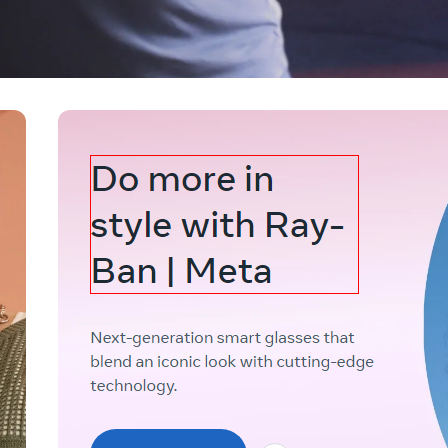 Do more in
style with Ray-
Ban | Meta
Next-generation smart glasses that
blend an iconic look with cutting-edge
technology.